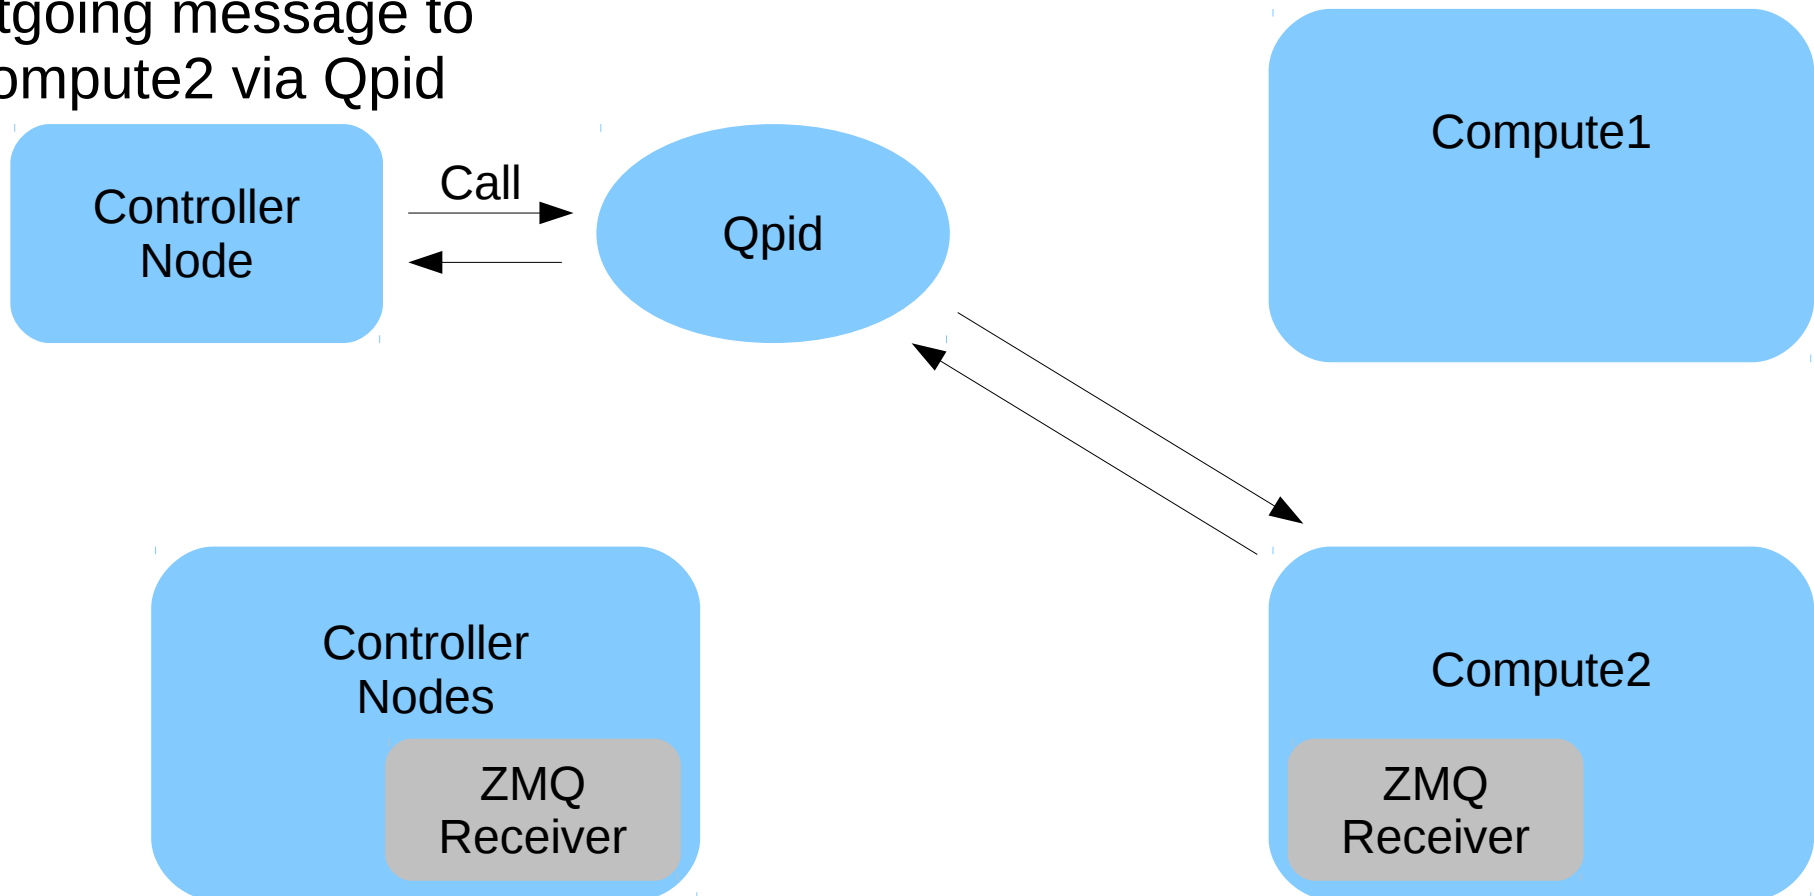 tgoing message to
ompute2 via Qpid
Controller
Node
Call
Qpid
Compute1
Controller
Nodes
ZMQ
Receiver
Compute2
ZMQ
Receiver